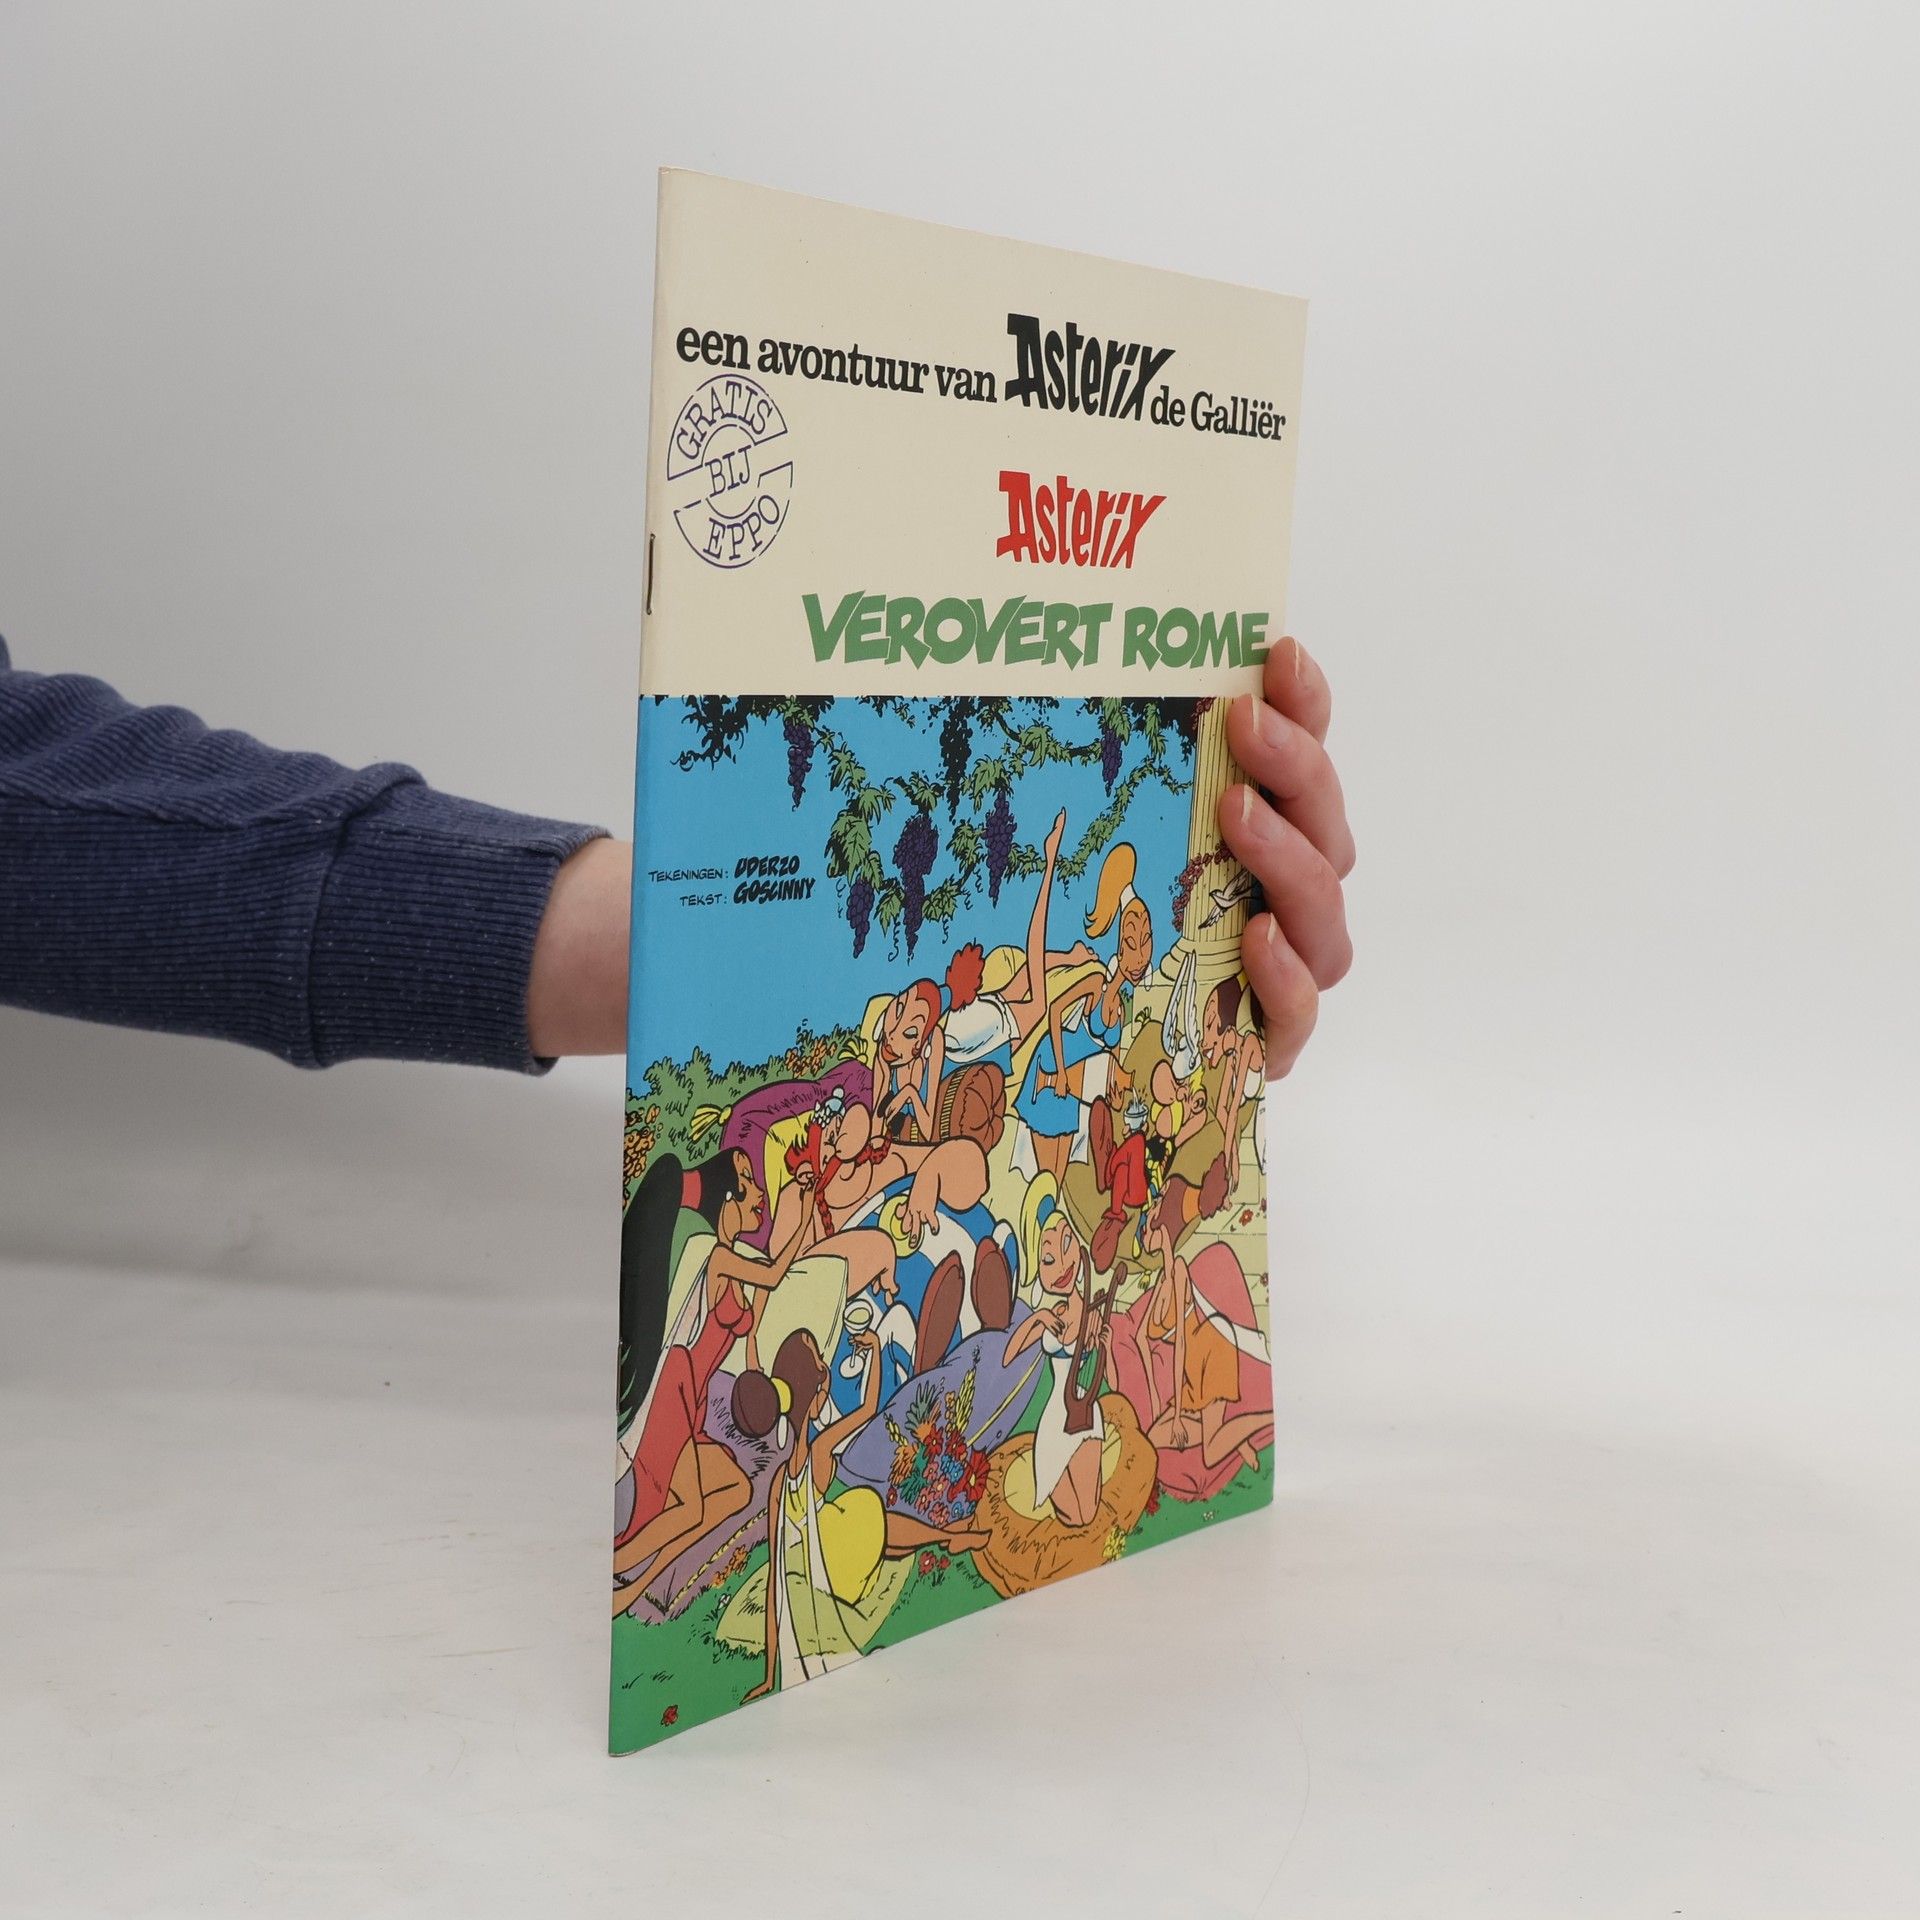 een avontuur van Asterix de Galliër
GRATIS
BIJ
EPPO
Asterix
VEROVERT ROME
TEKENINGEN: UDERZO
TEKST: GOSCINNY